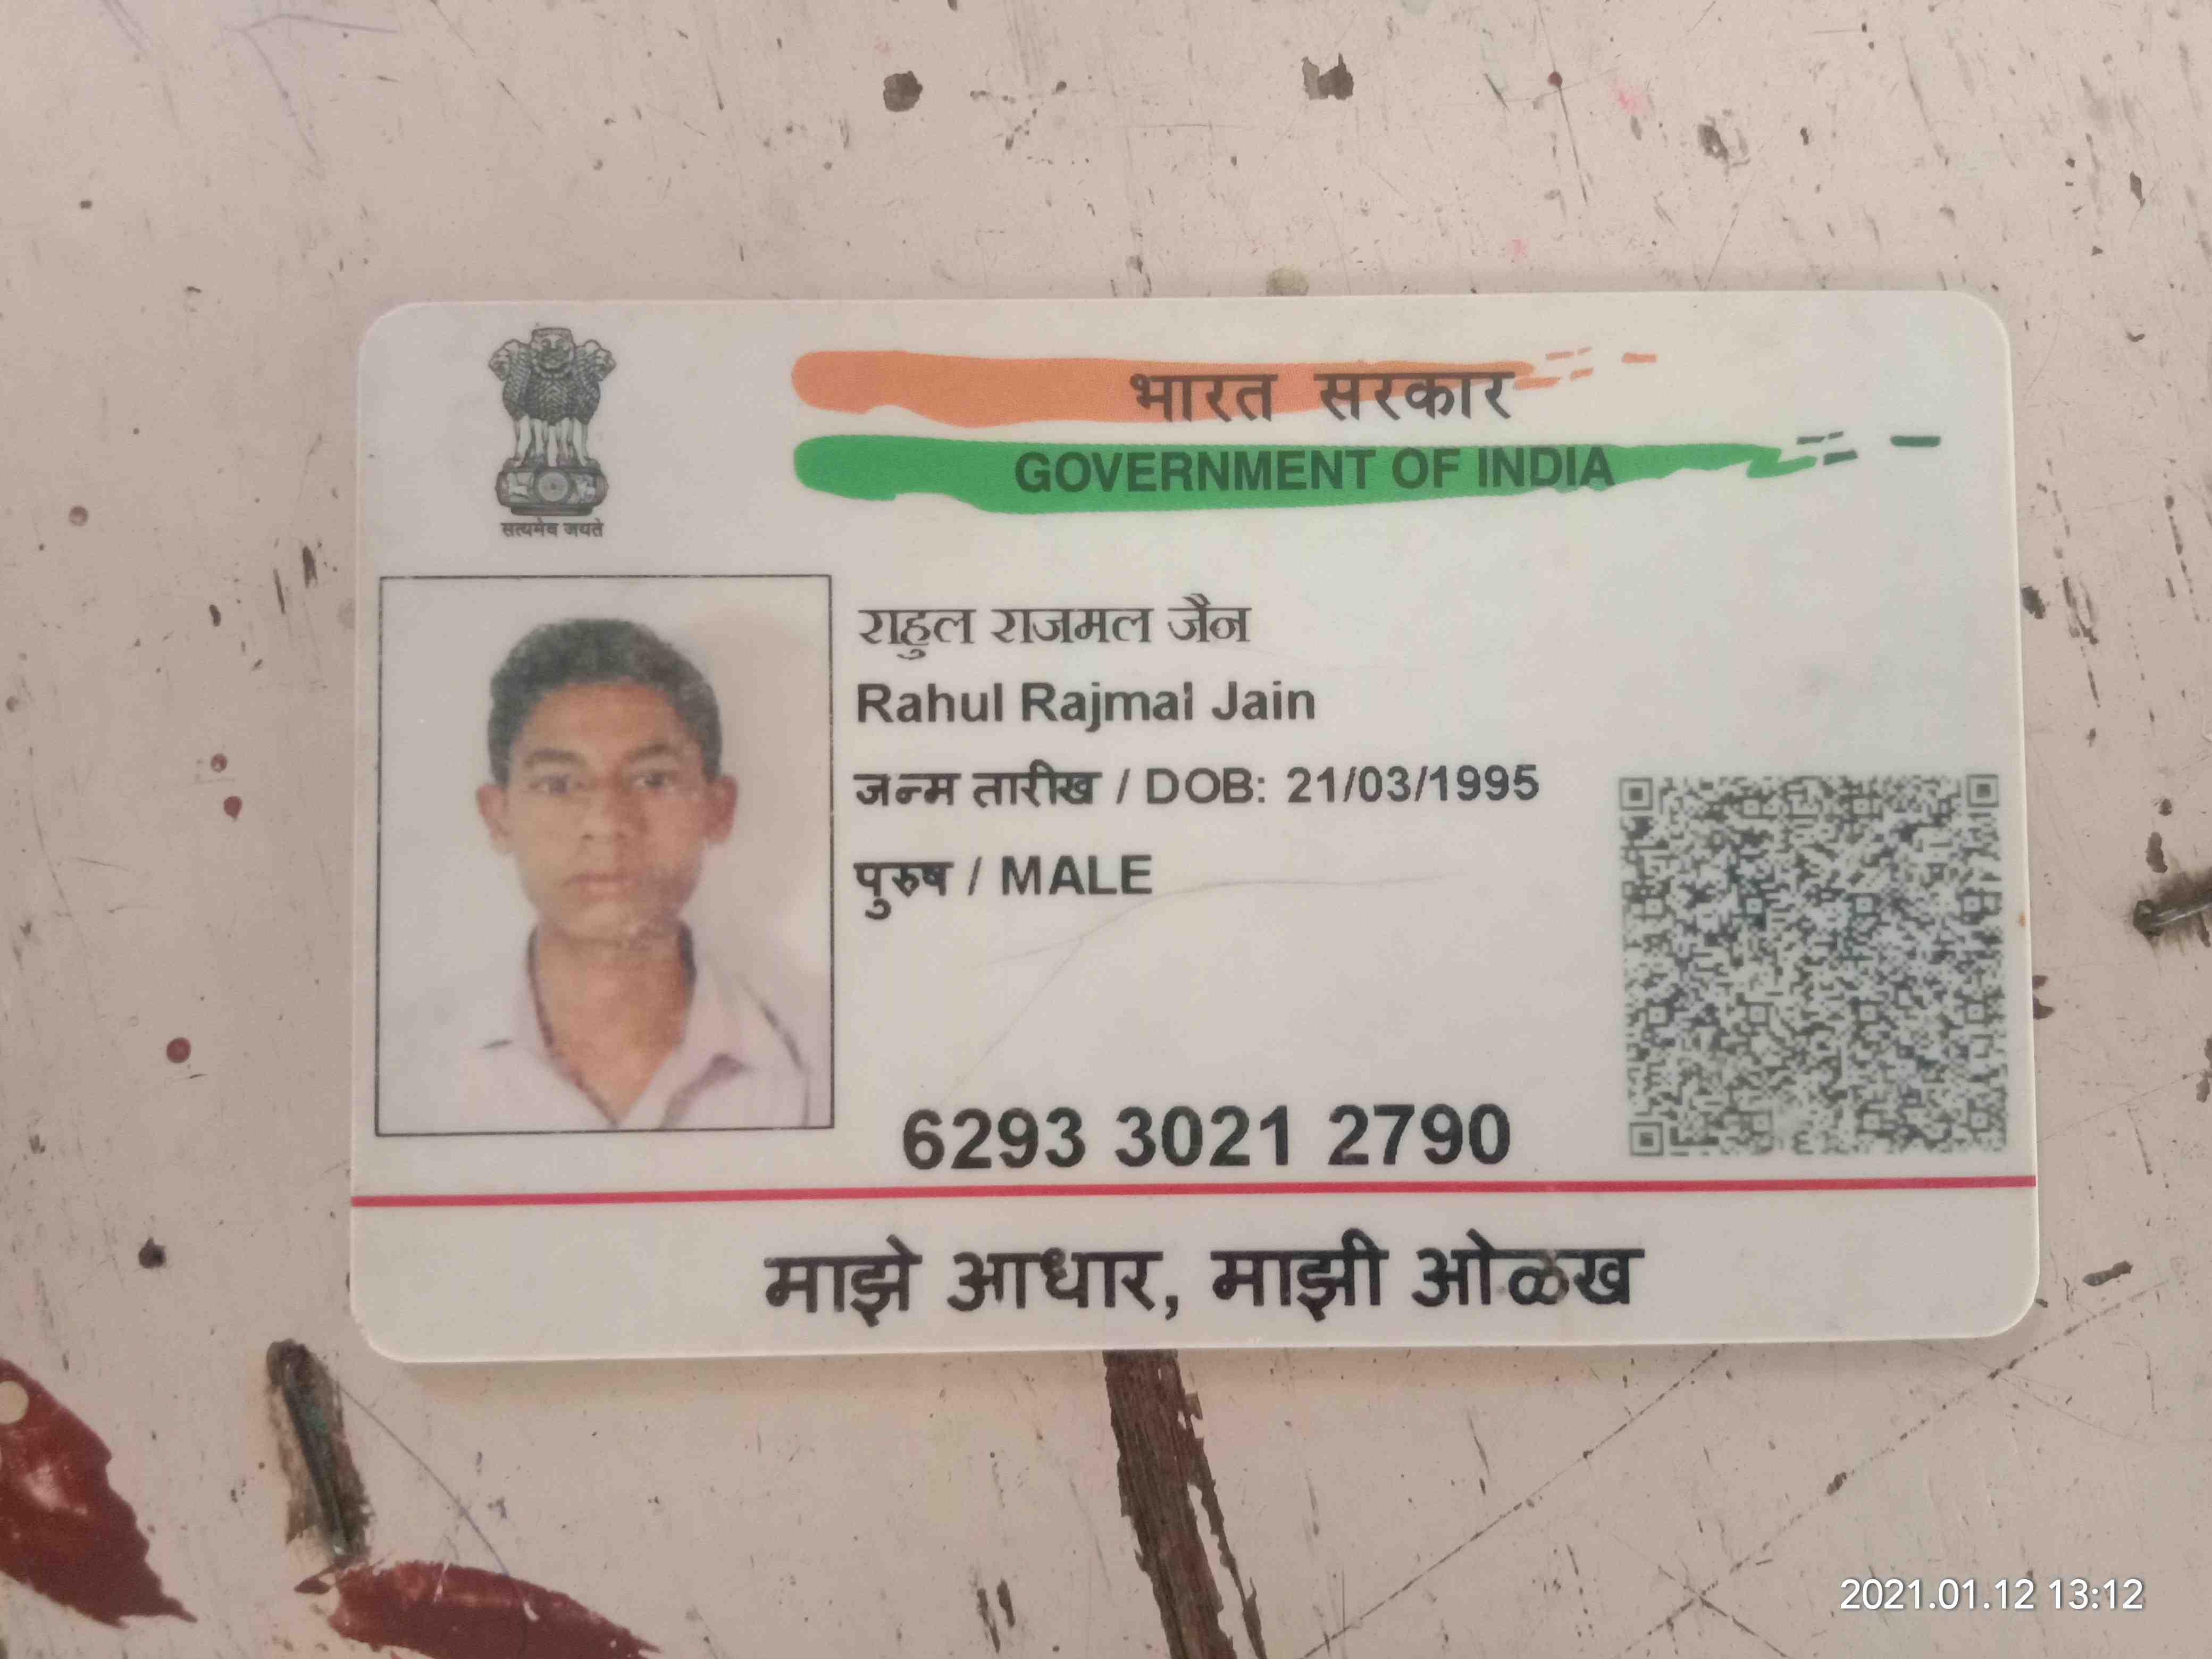 भारत सरकार
GOVERNMENT OF INDIA
सत्यमेव जयते
राहुल राजमल जैन
Rahul Rajmal Jain
जन्म तारीख / DOB: 21/03/1995
पुरुष / MALE
6293 3021 2790
माझे आधार, माझी ओळख
2021.01.12 13:12